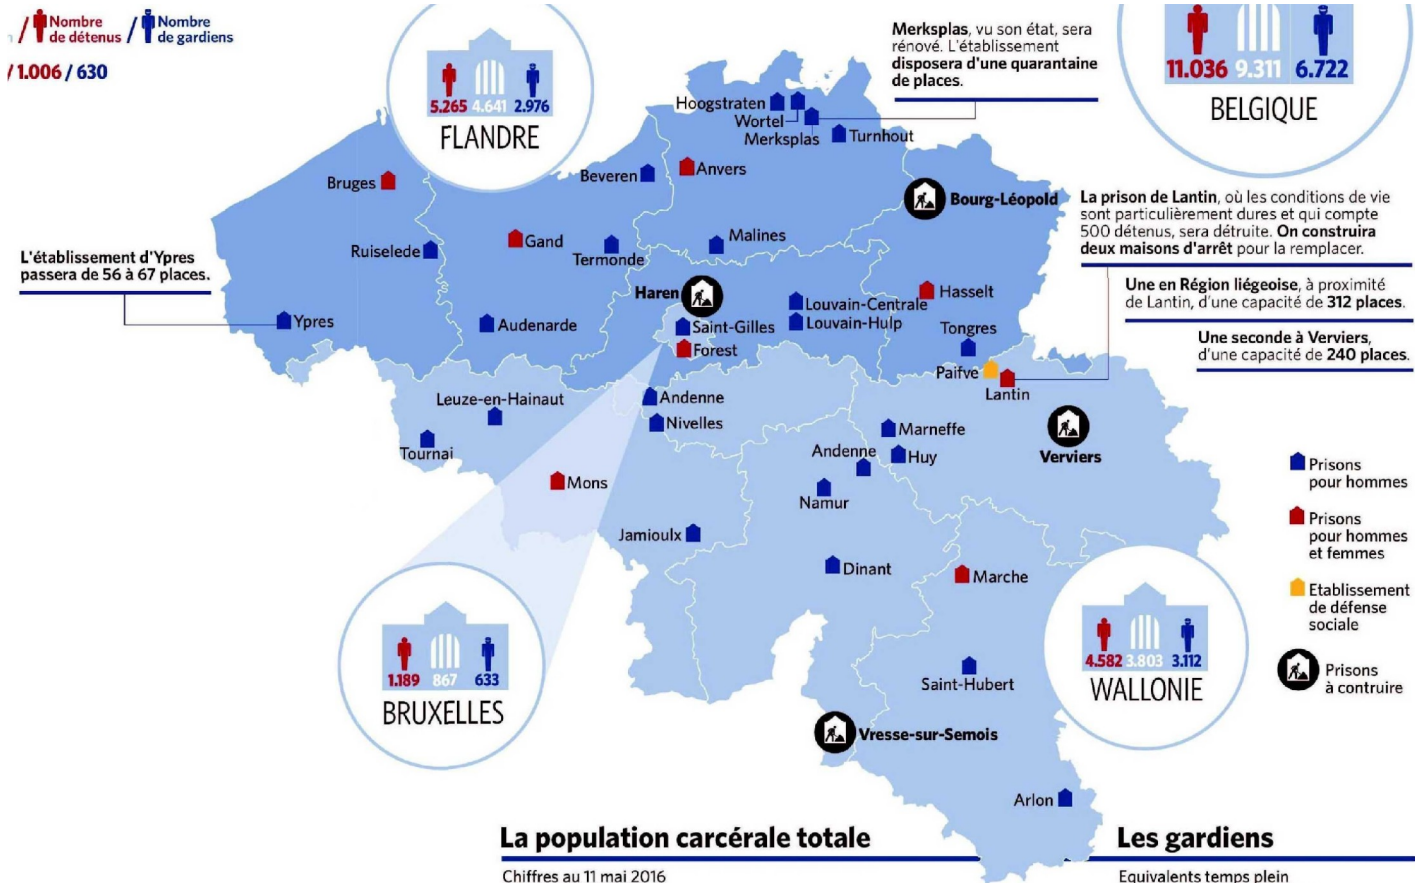 Nombre
de détenus
Nombre
de gardiens
/ 1.006 / 630
5.265 4.641 2.976
FLANDRE
Merksplas, vu son état, sera
rénové. L'établissement
disposera d'une quarantaine
de places.
11.036 9.311 6.722
BELGIQUE
Hoogstraten
Wortel
Merksplas
Turnhout
Bruges
Beveren
Anvers
Bourg-Léopold
La prison de Lantin, où les conditions de vie
sont particulièrement dures et qui compte
500 détenus, sera détruite. On construira
deux maisons d'arrêt pour la remplacer.
Ruiselede
Gand
Termonde
Malines
L'établissement d'Ypres
passera de 56 à 67 places.
Haren
Hasselt
Une en Région liégeoise, à proximité
de Lantin, d'une capacité de 312 places.
Louvain-Centrale
Louvain-Hulp
Ypres
Audenarde
Saint-Gilles
Forest
Tongres
Une seconde à Verviers,
d'une capacité de 240 places.
Paifve
Lantin
Leuze-en-Hainaut
Andenne
Nivelles
Tournai
Marneffe
Huy
Andenne
Verviers
Namur
Mons
Jamioulx
Dinant
Marche
Prisons
pour hommes
Prisons
pour hommes
et femmes
Etablissement
de défense
sociale
Prisons
à contruire
1.189 867 633
BRUXELLES
4.582 3.803 3.112
WALLONIE
Saint-Hubert
Vresse-sur-Semois
Arlon
La population carcérale totale
Chiffres au 11 mai 2016
Les gardiens
Equivalents temps plein